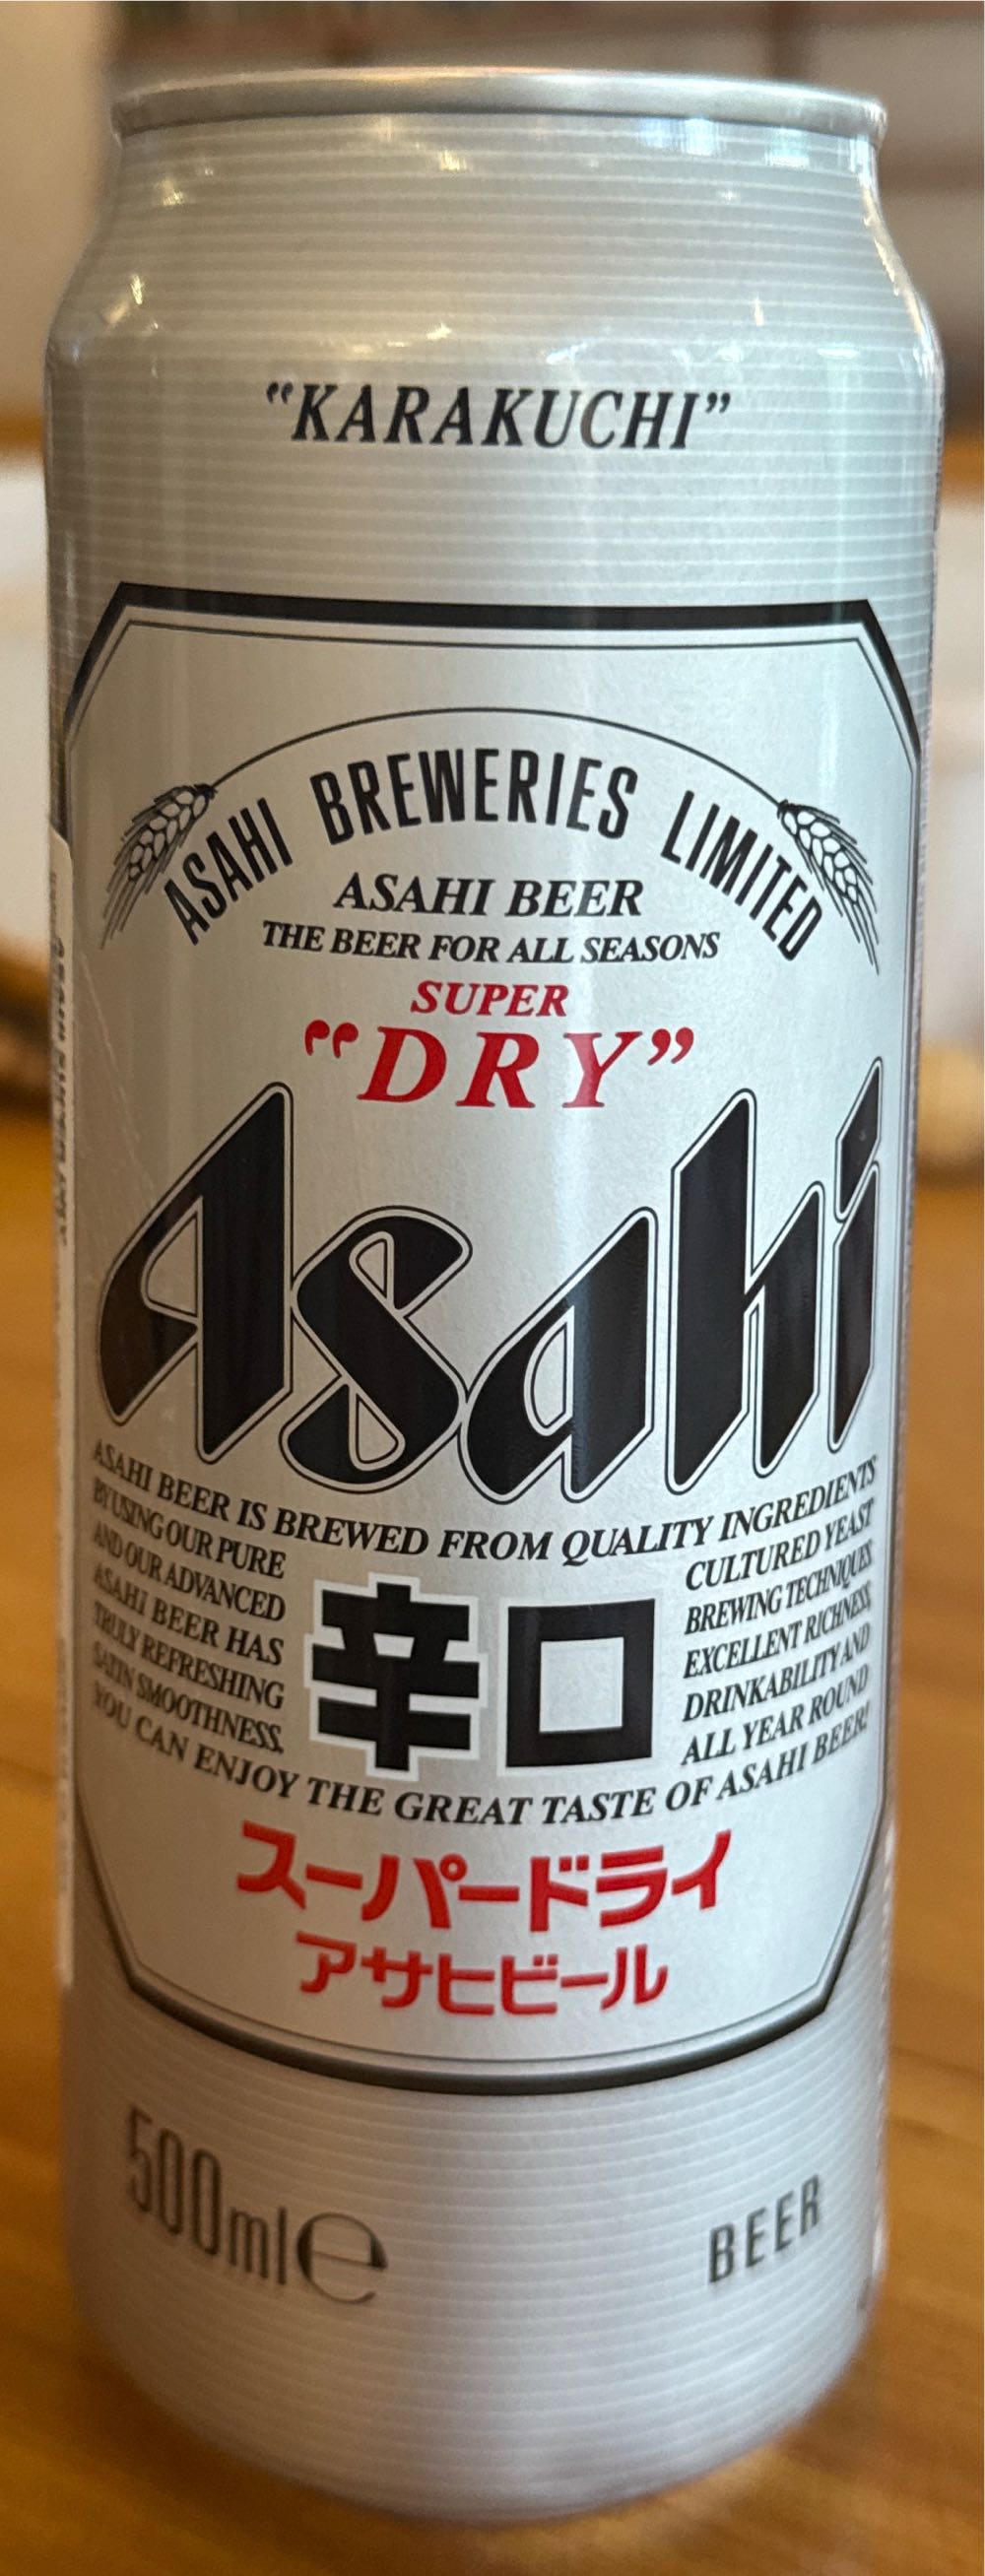 “KARAKUCHI”
ASAHI BREWERIES LIMITED
ASAHI BEER
THE BEER FOR ALL SEASONS
SUPER
“DRY”
Asahi
ASAHI BEER IS BREWED FROM QUALITY INGREDIENTS
BY USING OUR PURE CULTURED YEAST
AND OUR ADVANCED BREWING TECHNIQUES.
ASAHI BEER HAS EXCELLENT RICHNESS,
TRULY REFRESHING DRINKABILITY AND
SATIN SMOOTHNESS. ALL YEAR ROUND
YOU CAN ENJOY THE GREAT TASTE OF ASAHI BEER!
辛口
スーパードライ
アサヒビール
500ml℮
BEER